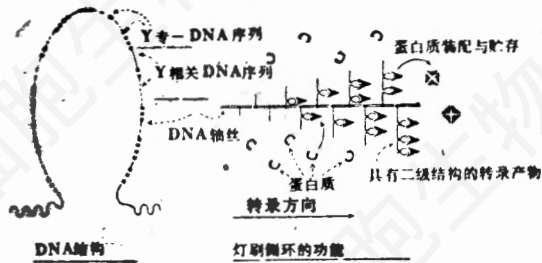 Y专一DNA序列
Y相关DNA序列
DNA轴丝
蛋白质装配与贮存
蛋白质
具有二级结构的转录产物
转录方向
DNA结构
灯刷循环的功能